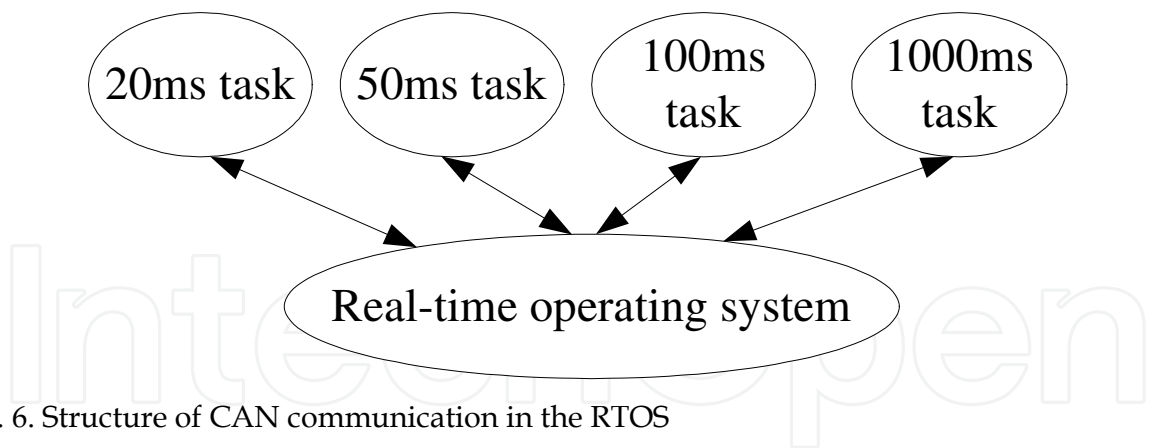 20ms task
50ms task
100ms
task
1000ms
task
Real-time operating system
IntechOpen
. 6. Structure of CAN communication in the RTOS